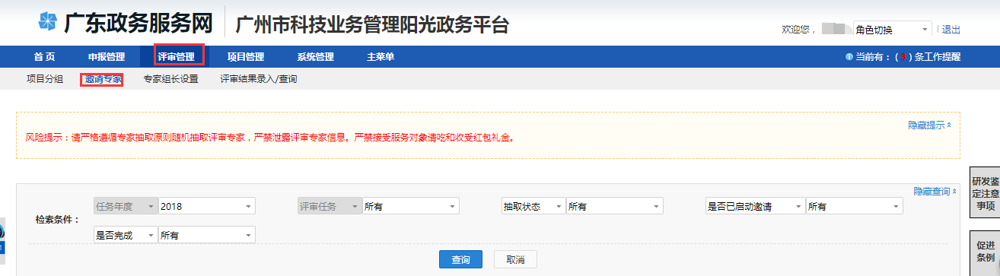 广东政务服务网 广州市科技业务管理阳光政务平台
欢迎您， 角色切换 退出
首页 申报管理 评审管理 项目管理 系统管理 主菜单 当前有：( 3 ) 条工作提醒
项目分组 邀请专家 专家组长设置 评审结果录入/查询
隐藏提示
风险提示：请严格遵循专家抽取原则随机抽取评审专家，严禁泄露评审专家信息。严禁接受服务对象请吃和收受红包礼金。
隐藏查询
检索条件：
任务年度 2018 评审任务 所有 抽取状态 所有 是否已启动邀请 所有
是否完成 所有
查询 取消
研发鉴
定注意
事项
促进
条例